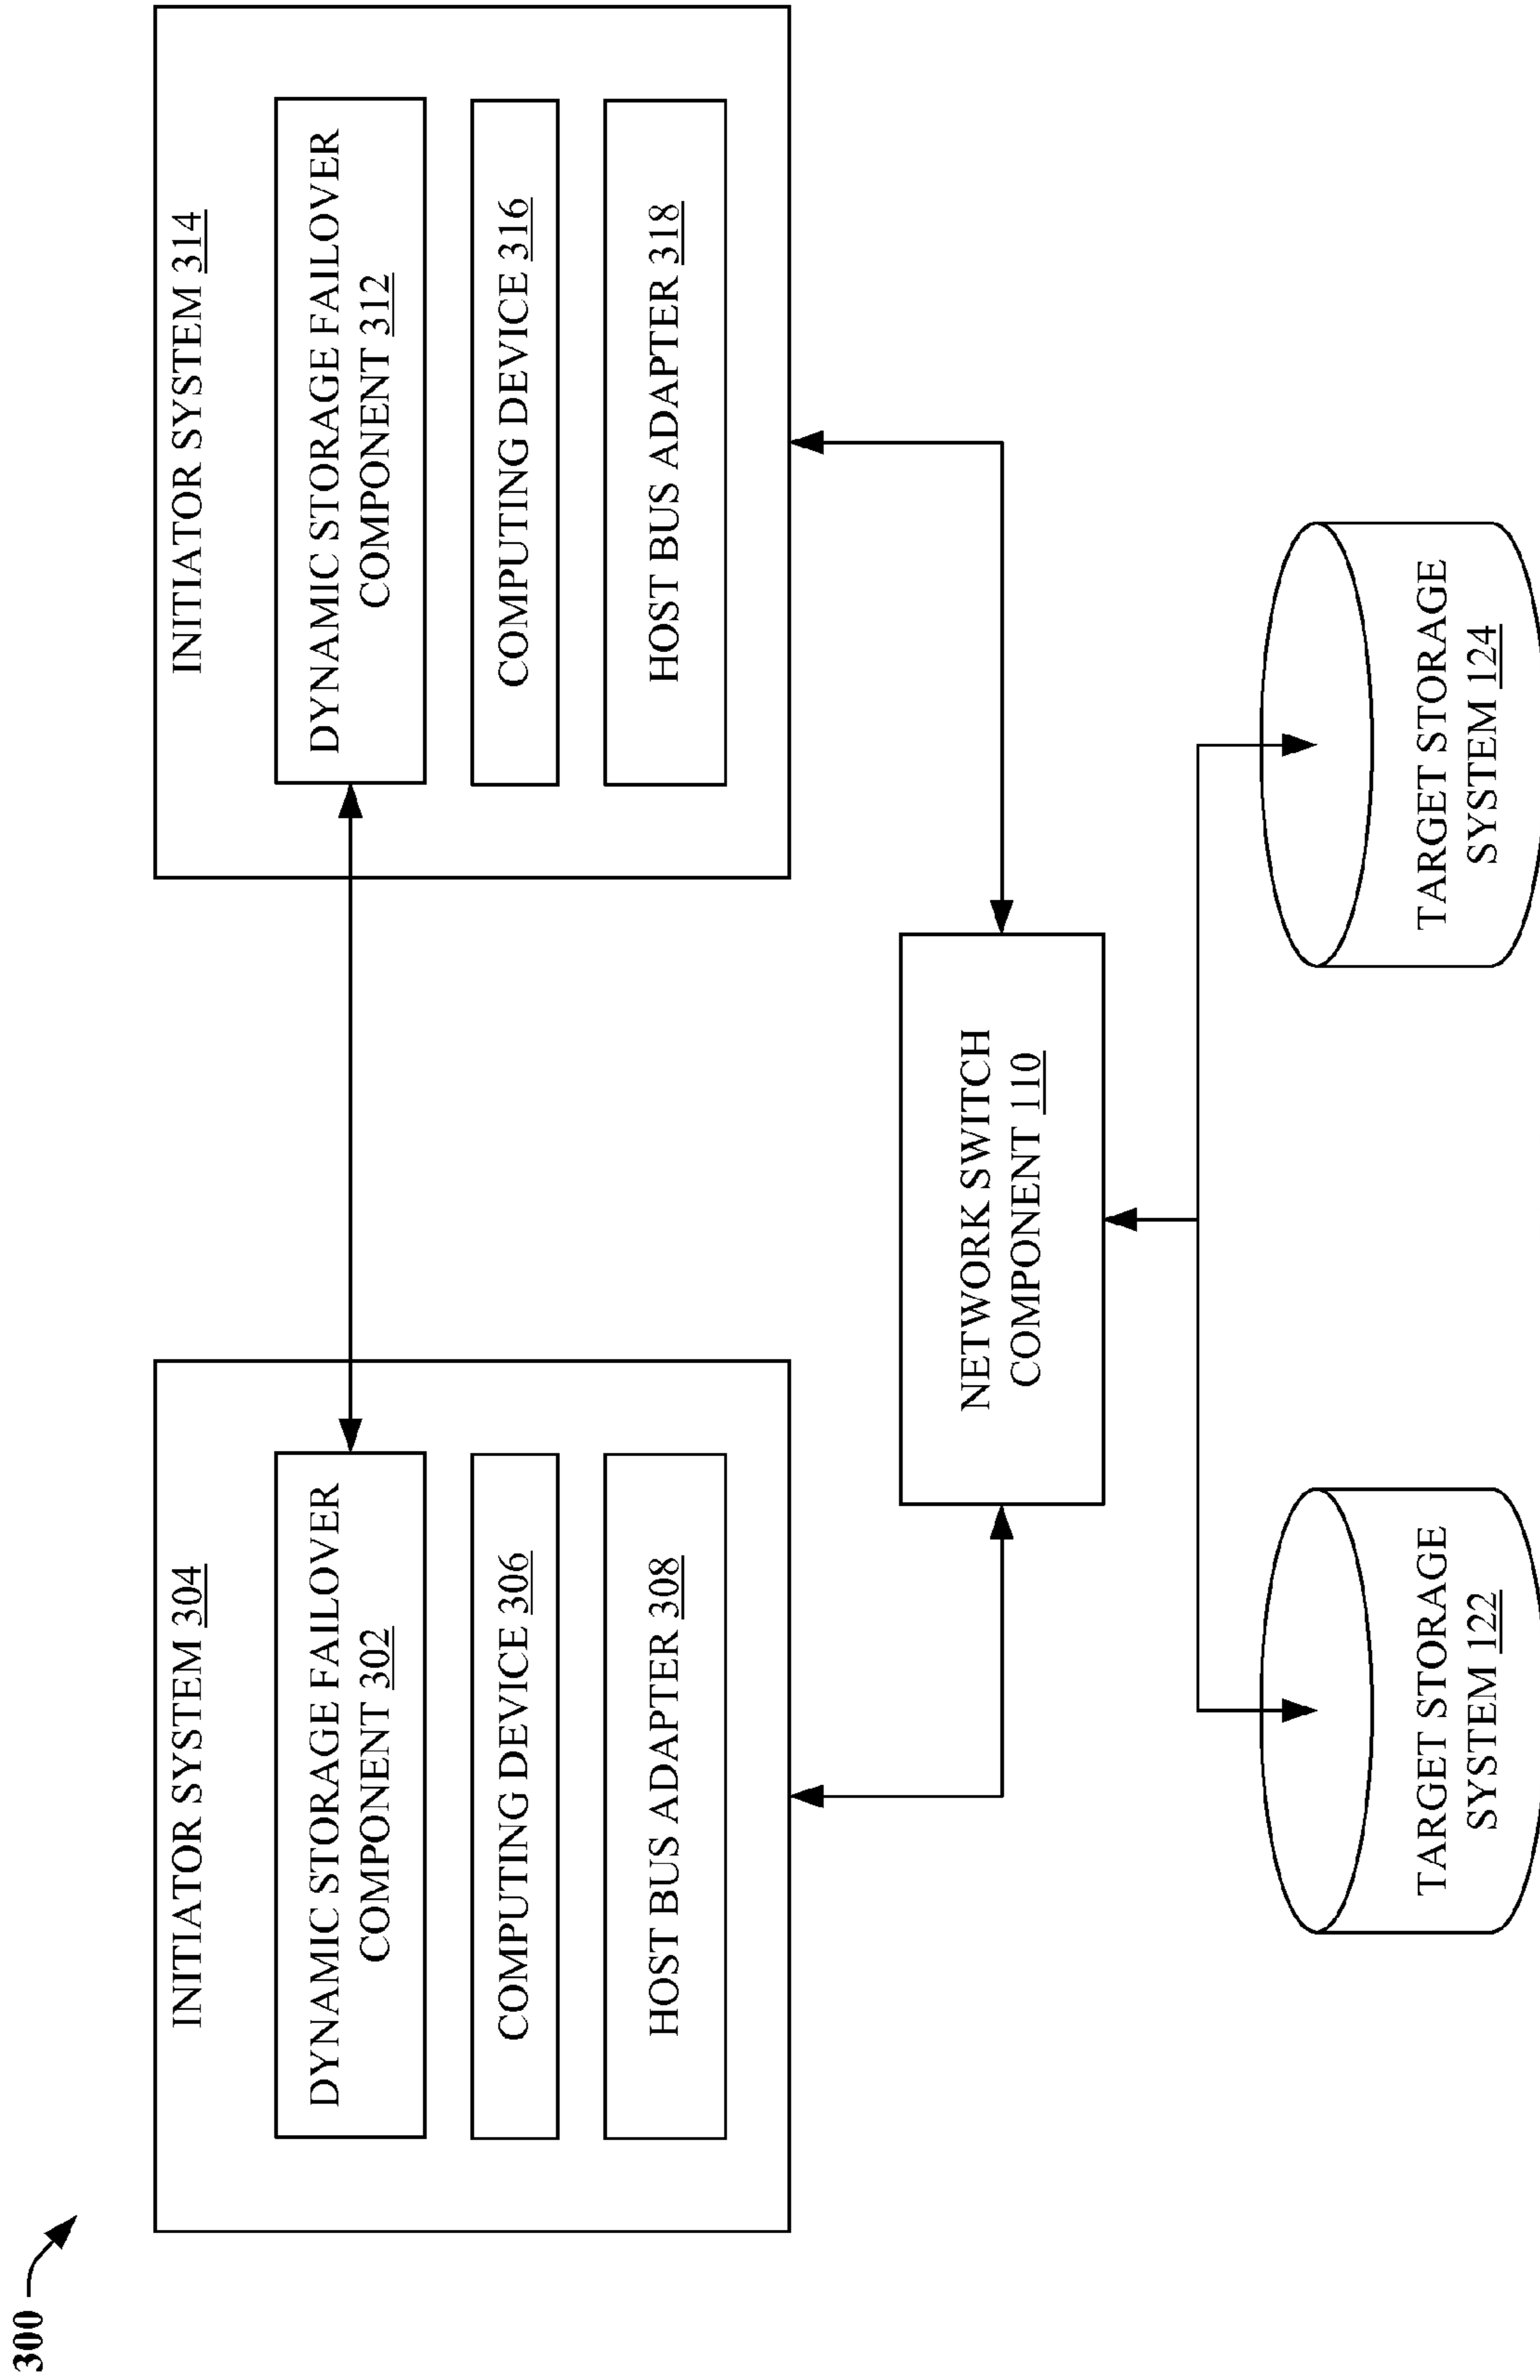 300
INITIATOR SYSTEM 304
DYNAMIC STORAGE FAILOVER
COMPONENT 302
COMPUTING DEVICE 306
HOST BUS ADAPTER 308
INITIATOR SYSTEM 314
DYNAMIC STORAGE FAILOVER
COMPONENT 312
COMPUTING DEVICE 316
HOST BUS ADAPTER 318
NETWORK SWITCH
COMPONENT 110
TARGET STORAGE
SYSTEM 122
TARGET STORAGE
SYSTEM 124